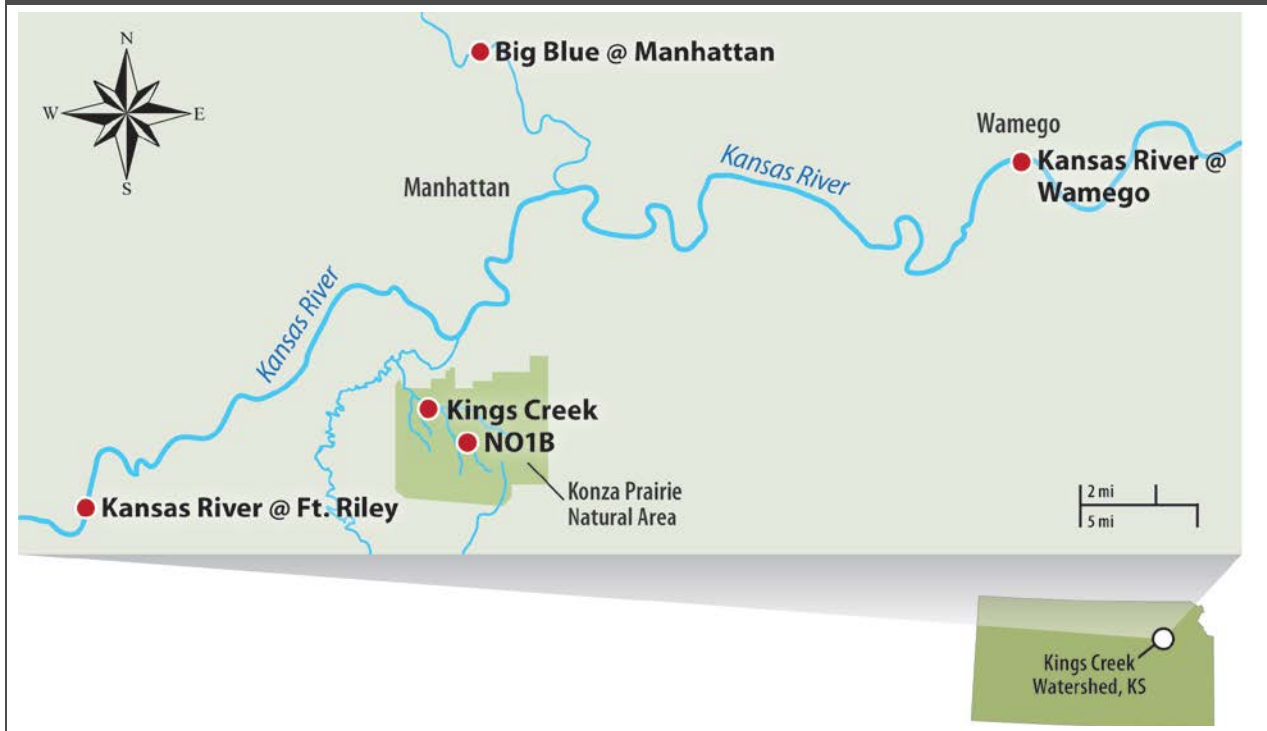 N
W
E
S
Big Blue @ Manhattan
Wamego
Kansas River @
Wamego
Kansas River
Manhattan
Kansas River
Kings Creek
NO1B
Konza Prairie
Natural Area
Kansas River @ Ft. Riley
2 mi
5 mi
Kings Creek
Watershed, KS